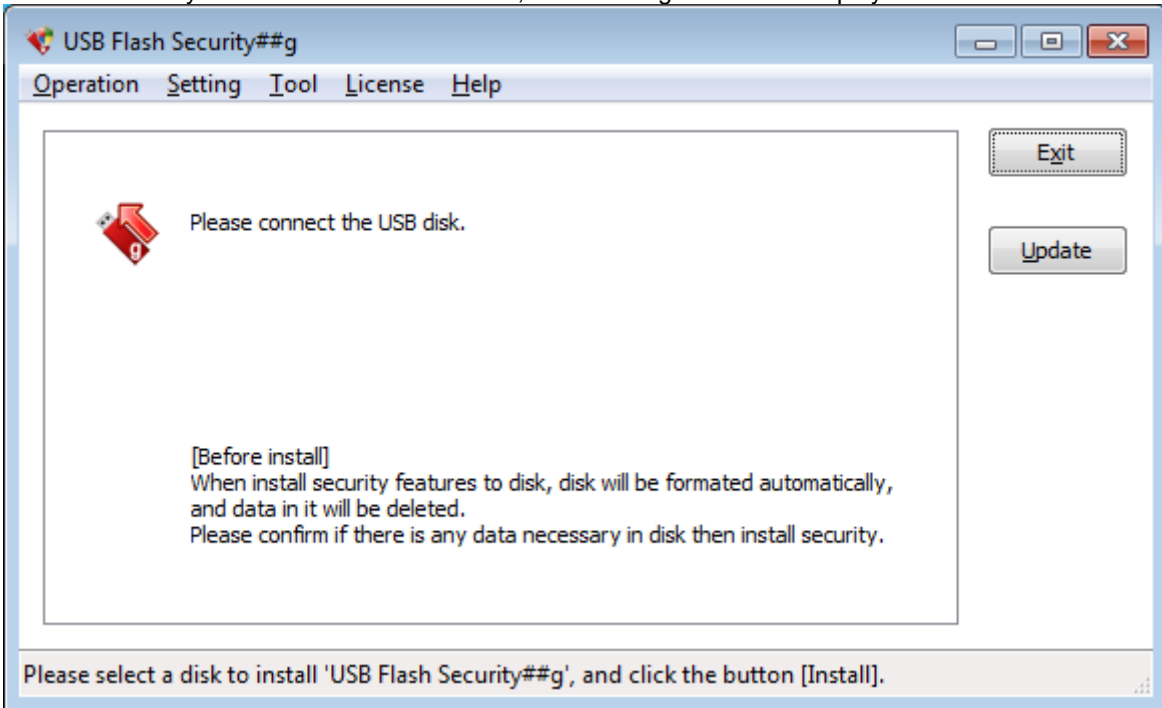 USB Flash Security##g
Operation Setting Tool License Help
Exit
Please connect the USB disk.
g
Update
[Before install]
When install security features to disk, disk will be formated automatically,
and data in it will be deleted.
Please confirm if there is any data necessary in disk then install security.
Please select a disk to install 'USB Flash Security##g', and click the button [Install].